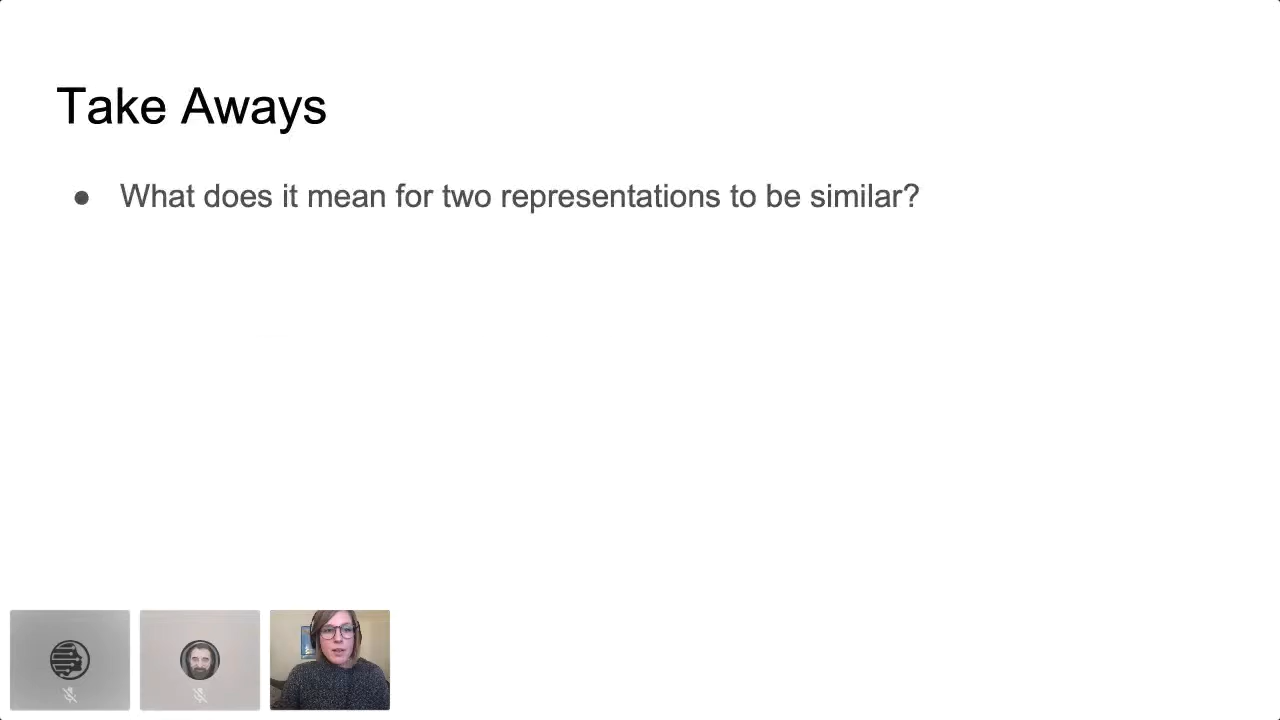 Take Aways
● What does it mean for two representations to be similar?